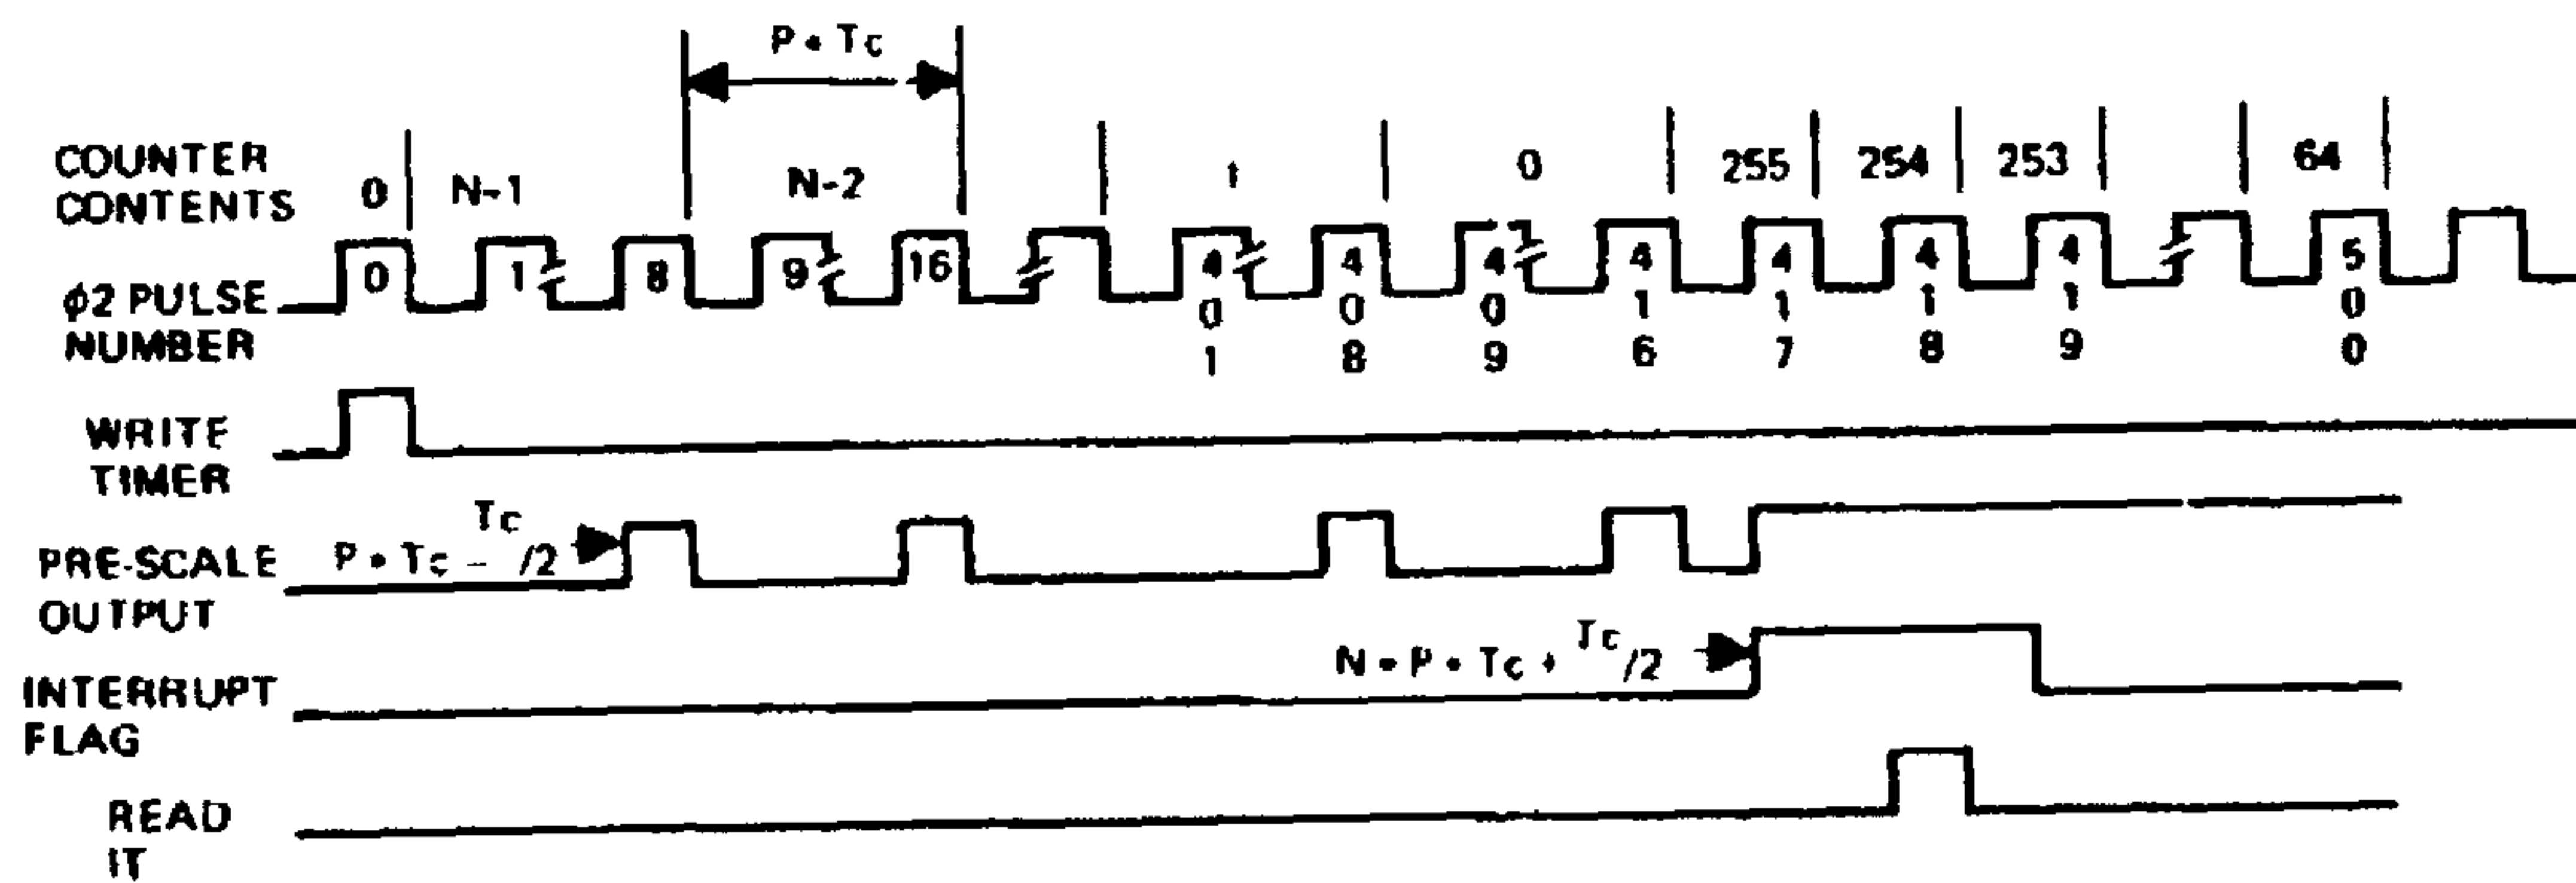 P • Tc
COUNTER
CONTENTS
0 N-1 N-2 1 0 255 254 253 64
φ2 PULSE
NUMBER
0 1 8 9 16 401 408 409 416 417 418 419 500
WRITE
TIMER
PRE-SCALE
OUTPUT
P • Tc – Tc/2
INTERRUPT
FLAG
N • P • Tc + Tc/2
READ
IT